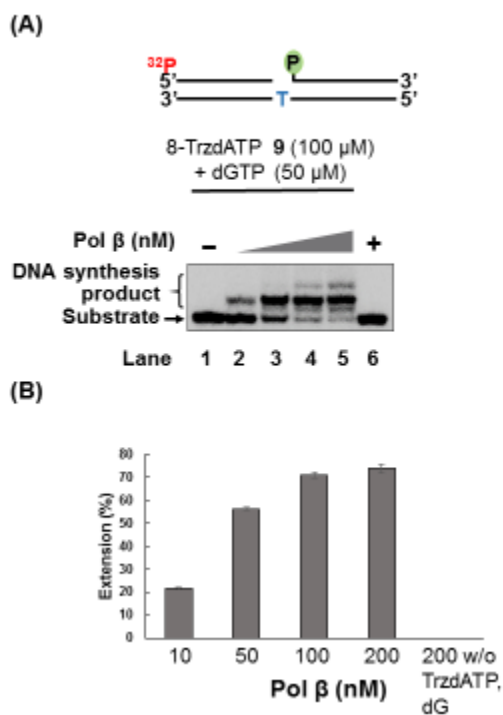 (A)
32P
P
5’ 3’
3’ T 5’
8-TrzdATP 9 (100 µM)
+ dGTP (50 µM)
Pol β (nM) – +
DNA synthesis
product
Substrate
Lane 1 2 3 4 5 6
(B)
80
70
60
50
40
30
20
10
0
Extension (%)
10 50 100 200 200 w/o
TrzdATP,
dG
Pol β (nM)